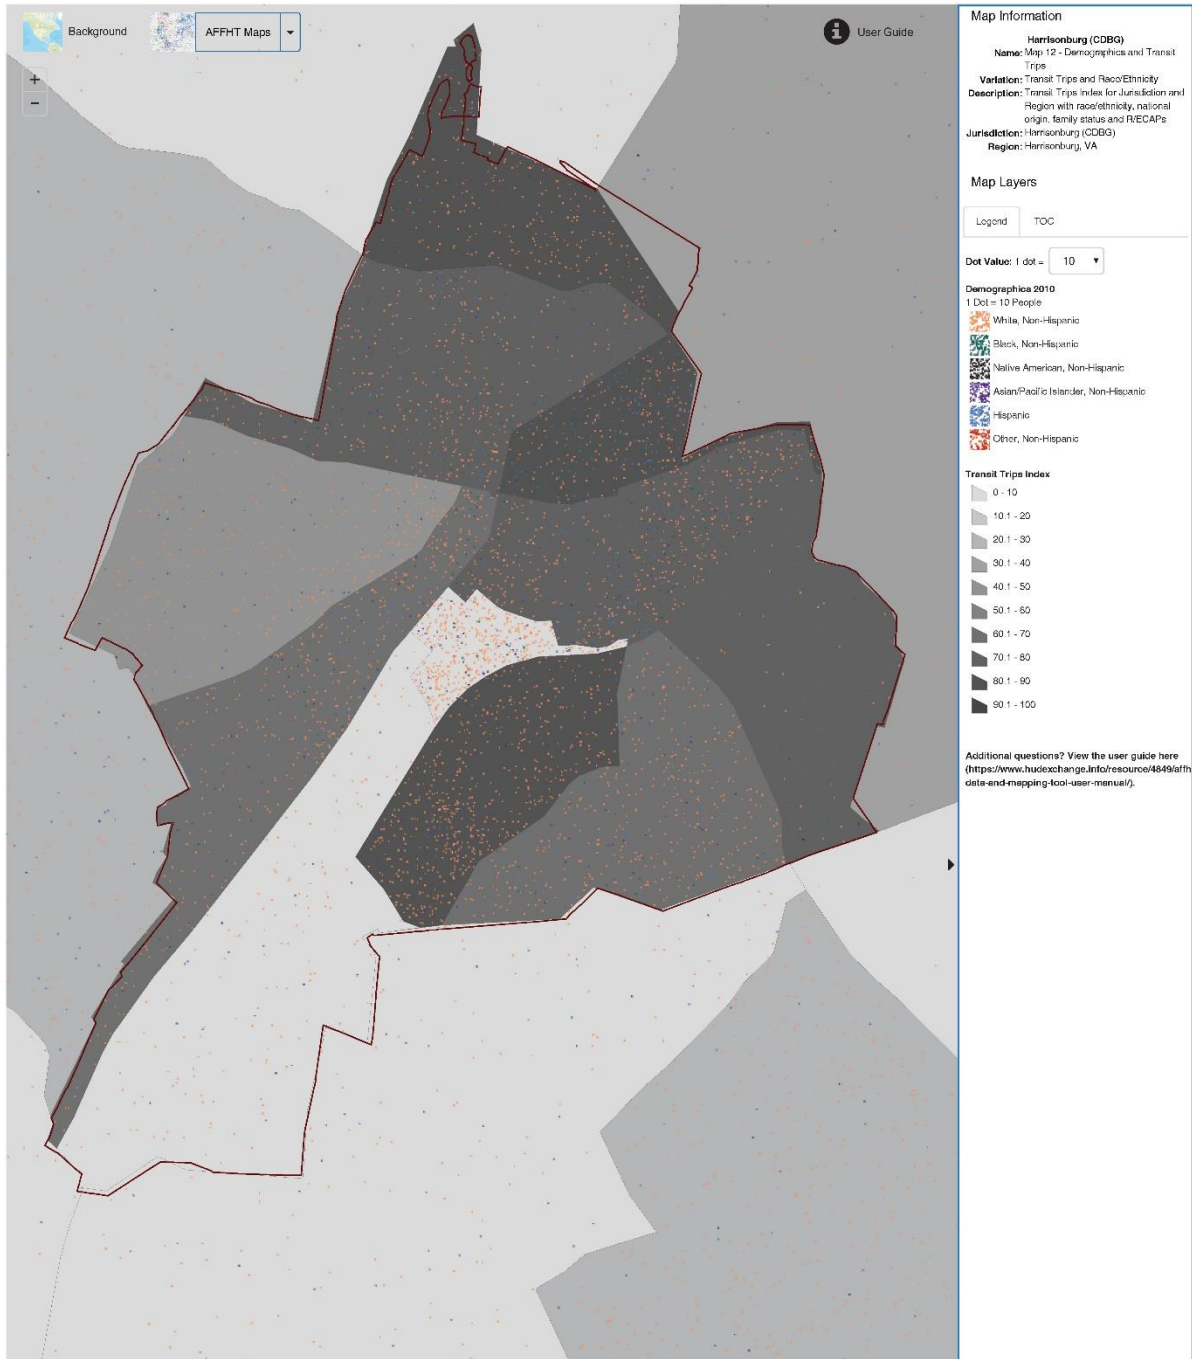 Background
AFFHT Maps
User Guide
+
−
Map Information
Harrisonburg (CDBG)
Name: Map 12 - Demographics and Transit
Trips
Variation: Transit Trips and Race/Ethnicity
Description: Transit Trips Index for Jurisdiction and
Region with race/ethnicity, national
origin, family status and R/ECAPs
Jurisdiction: Harrisonburg (CDBG)
Region: Harrisonburg, VA
Map Layers
Legend TOC
Dot Value: 1 dot = 10
Demographics 2010
1 Dot = 10 People
White, Non-Hispanic
Black, Non-Hispanic
Native American, Non-Hispanic
Asian/Pacific Islander, Non-Hispanic
Hispanic
Other, Non-Hispanic
Transit Trips Index
0 - 10
10.1 - 20
20.1 - 30
30.1 - 40
40.1 - 50
50.1 - 60
60.1 - 70
70.1 - 80
80.1 - 90
90.1 - 100
Additional questions? View the user guide here
(https://www.hudexchange.info/resource/4849/affh
data-and-mapping-tool-user-manual/).